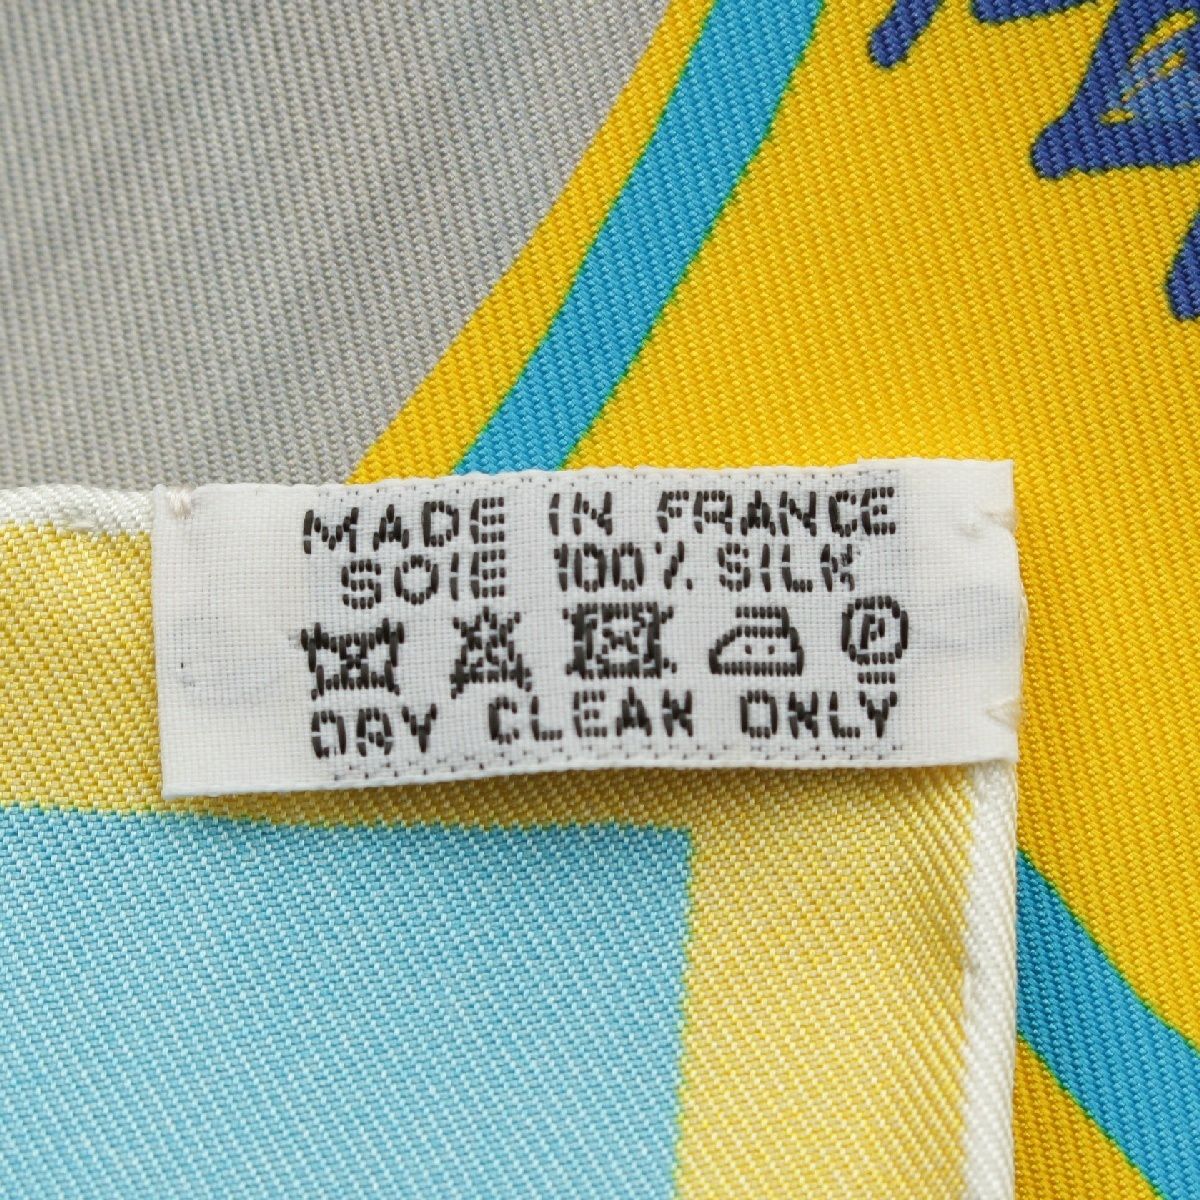 MADE IN FRANCE
SOIE 100% SILK
P
DRY CLEAN ONLY